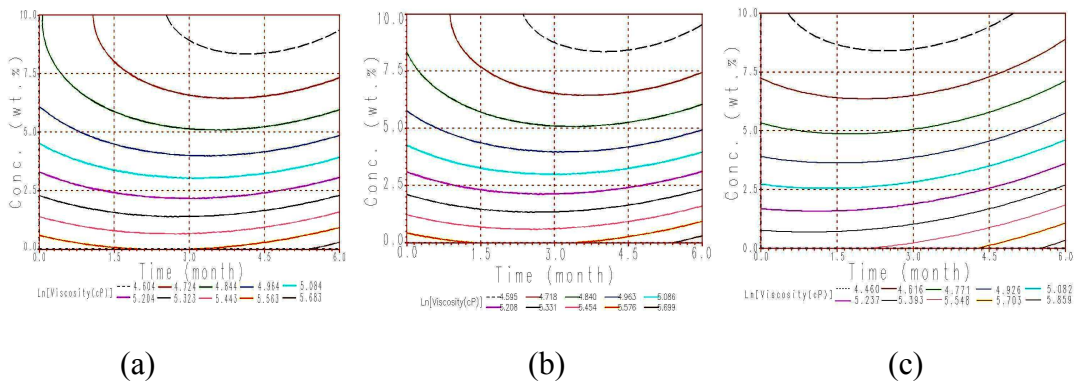 10.0
7.5
5.0
2.5
0.0
Conc. (wt.%)
0.0 1.5 3.0 4.5 6.0
Time (month)
Ln[Viscosity(cP)]
4.604 4.724 4.844 4.964 5.084
5.204 5.323 5.443 5.563 5.683
(a)
10.0
7.5
5.0
2.5
0.0
Conc. (wt.%)
0.0 1.5 3.0 4.5 6.0
Time (month)
Ln[Viscosity(cP)]
4.595 4.718 4.840 4.963 5.086
5.208 5.331 5.454 5.576 5.699
(b)
10.0
7.5
5.0
2.5
0.0
Conc. (wt.%)
0.0 1.5 3.0 4.5 6.0
Time (month)
Ln[Viscosity(cP)]
4.460 4.616 4.771 4.926 5.082
5.237 5.393 5.548 5.703 5.859
(c)